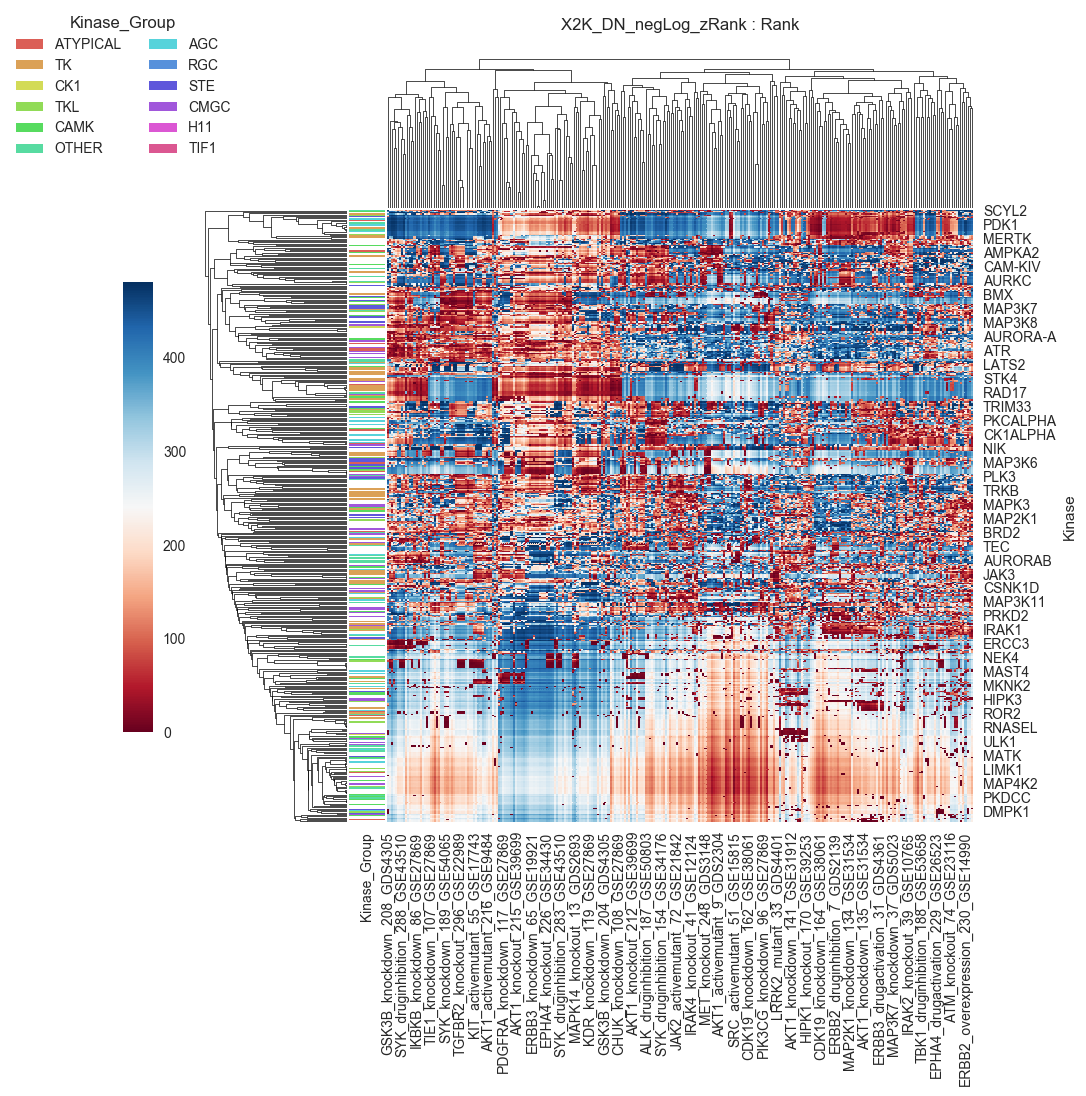 X2K_DN_negLog_zRank : Rank
Kinase_Group
ATYPICAL
TK
CK1
TKL
CAMK
OTHER
AGC
RGC
STE
CMGC
H11
TIF1
400
300
200
100
0
SCYL2
PDK1
MERTK
AMPKA2
CAM-KIV
AURKC
BMX
MAP3K7
MAP3K8
AURORA-A
ATR
LATS2
STK4
RAD17
TRIM33
PKCALPHA
CK1ALPHA
NIK
MAP3K6
PLK3
TRKB
MAPK3
MAP2K1
BRD2
TEC
AURORAB
JAK3
CSNK1D
MAP3K11
PRKD2
IRAK1
ERCC3
NEK4
MAST4
MKNK2
HIPK3
ROR2
RNASEL
ULK1
MATK
LIMK1
MAP4K2
PKDCC
DMPK1
Kinase
Kinase_Group
GSK3B_knockdown_208_GDS4305
SYK_druginhibition_288_GSE43510
IKBKB_knockdown_86_GSE27869
TIE1_knockdown_107_GSE27869
SYK_knockdown_189_GSE54065
TGFBR2_knockout_296_GSE22989
KIT_activemutant_55_GSE17743
AKT1_activemutant_216_GSE9484
PDGFRA_knockdown_117_GSE27869
AKT1_knockout_215_GSE39699
ERBB3_knockdown_65_GSE19921
EPHA4_knockout_226_GSE34430
SYK_druginhibition_283_GSE43510
MAPK14_knockout_13_GDS2693
KDR_knockdown_119_GSE27869
GSK3B_knockdown_204_GDS4305
CHUK_knockdown_108_GSE27869
AKT1_knockout_212_GSE39699
ALK_druginhibition_187_GSE50803
SYK_druginhibition_154_GSE34176
JAK2_activemutant_72_GSE21842
IRAK4_knockout_41_GSE12124
MET_knockout_248_GDS3148
AKT1_activemutant_9_GDS2304
SRC_activemutant_51_GSE15815
CDK19_knockdown_162_GSE38061
PIK3CG_knockdown_96_GSE27869
LRRK2_mutant_33_GDS4401
AKT1_knockdown_141_GSE31912
HIPK1_knockout_170_GSE39253
CDK19_knockdown_164_GSE38061
ERBB2_druginhibition_7_GDS2139
MAP2K1_knockdown_134_GSE31534
AKT1_knockdown_135_GSE31534
ERBB3_drugactivation_31_GDS4361
MAP3K7_knockout_37_GDS5023
IRAK2_knockout_39_GSE10765
TBK1_druginhibition_188_GSE53658
EPHA4_drugactivation_229_GSE26523
ATM_knockout_74_GSE23116
ERBB2_overexpression_230_GSE14990